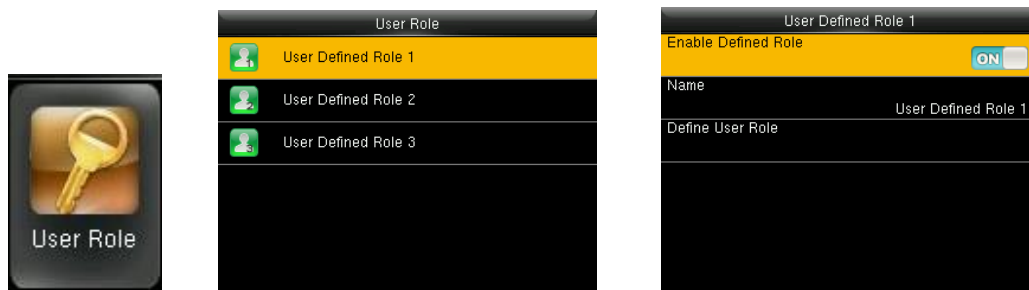 User Role
User Role
User Defined Role 1
User Defined Role 2
User Defined Role 3
User Defined Role 1
Enable Defined Role
ON
Name
User Defined Role 1
Define User Role